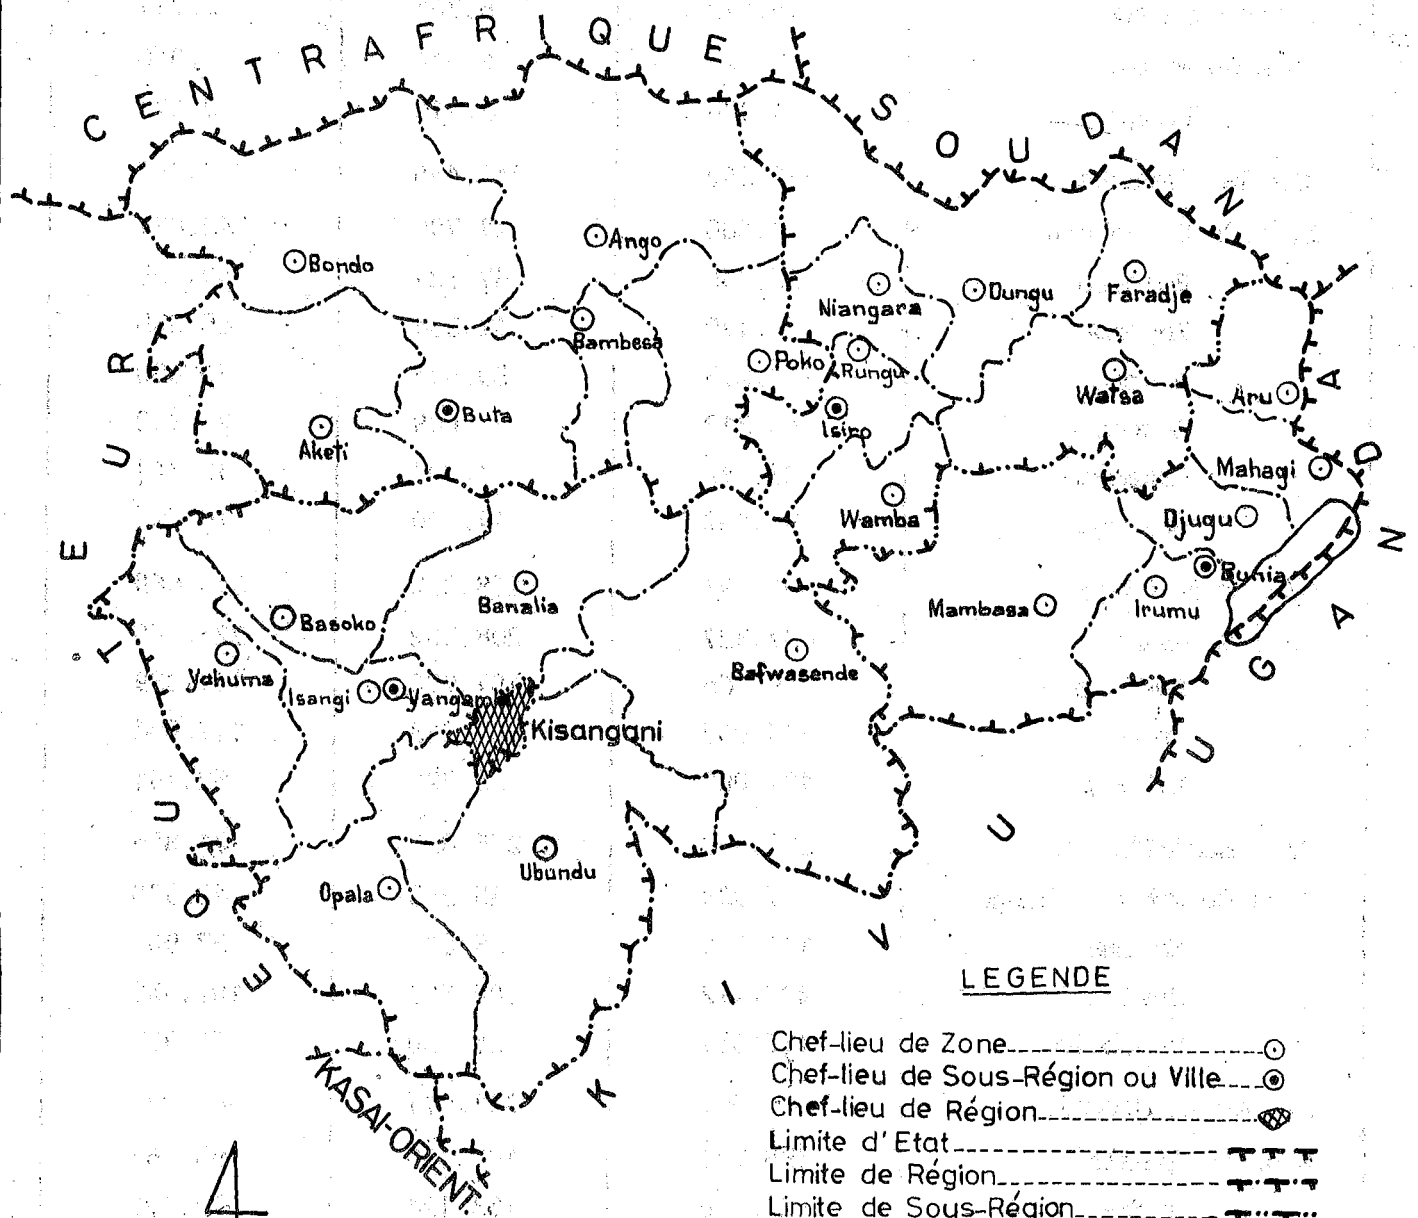 CENTRAFRIQUE
SOUDAN
Bondo
Ango
Niangara
Dungu
Faradje
Bambesa
Poko
Rungu
Watsa
Aru
Buta
Isiro
Aketi
Mahagi
Wamba
Djugu
Bunia
Banalia
Basoko
Mambasa
Irumu
Yahuma
Bafwasende
Isangi
Yangambi
Kisangani
Ubundu
Opala
EQUATEUR
OUGANDA
KIVU
KASAI-ORIENT.
LEGENDE
Chef-lieu de Zone
Chef-lieu de Sous-Région ou Ville
Chef-lieu de Région
Limite d'Etat
Limite de Région
Limite de Sous-Région